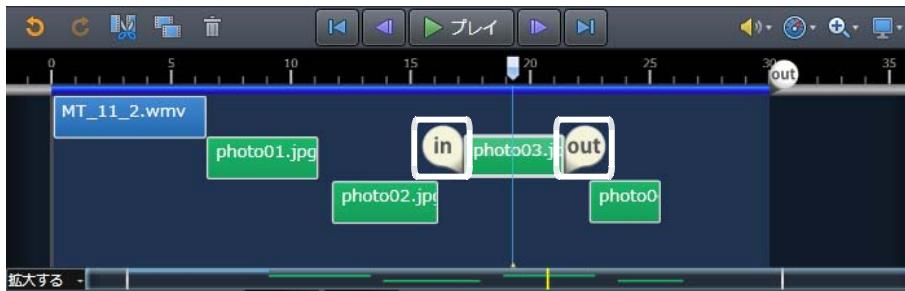 プレイ
0 5 10 15 20 25 30 35
out
MT_11_2.wmv
photo01.jpg
in photo03.j out
photo02.jpg
photo0
拡大する